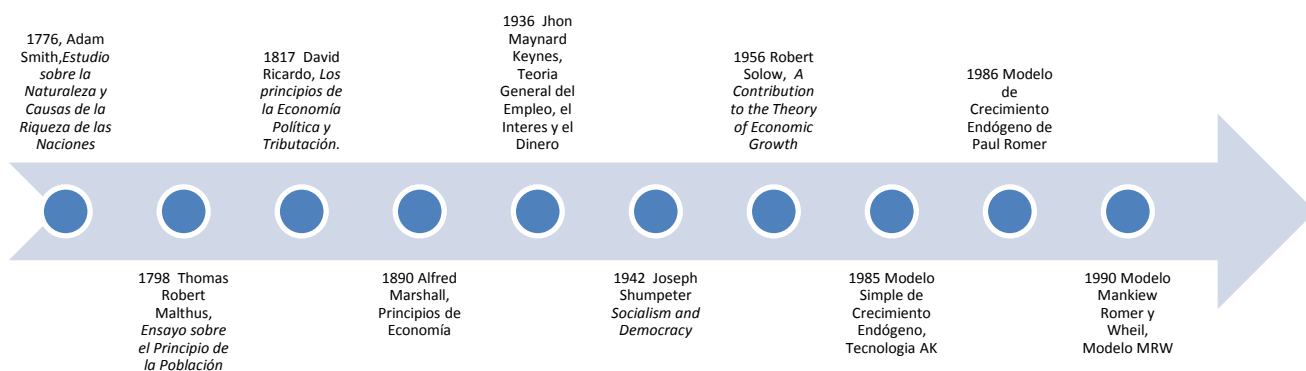 1776, Adam
Smith,Estudio
sobre la
Naturaleza y
Causas de la
Riqueza de las
Naciones
1798  Thomas
Robert
Malthus,
Ensayo sobre
el Principio de
la Población
1817  David
Ricardo, Los
principios de
la Economía
Política y
Tributación.
1890 Alfred
Marshall,
Principios de
Economía
1936  Jhon
Maynard
Keynes,
Teoria
General del
Empleo, el
Interes y el
Dinero
1942  Joseph
Shumpeter
Socialism and
Democracy
1956 Robert
Solow,  A
Contribution
to the Theory
of Economic
Growth
1985 Modelo
Simple de
Crecimiento
Endógeno,
Tecnologia AK
1986 Modelo
de
Crecimiento
Endógeno de
Paul Romer
1990 Modelo
Mankiew
Romer y
Wheil,
Modelo MRW